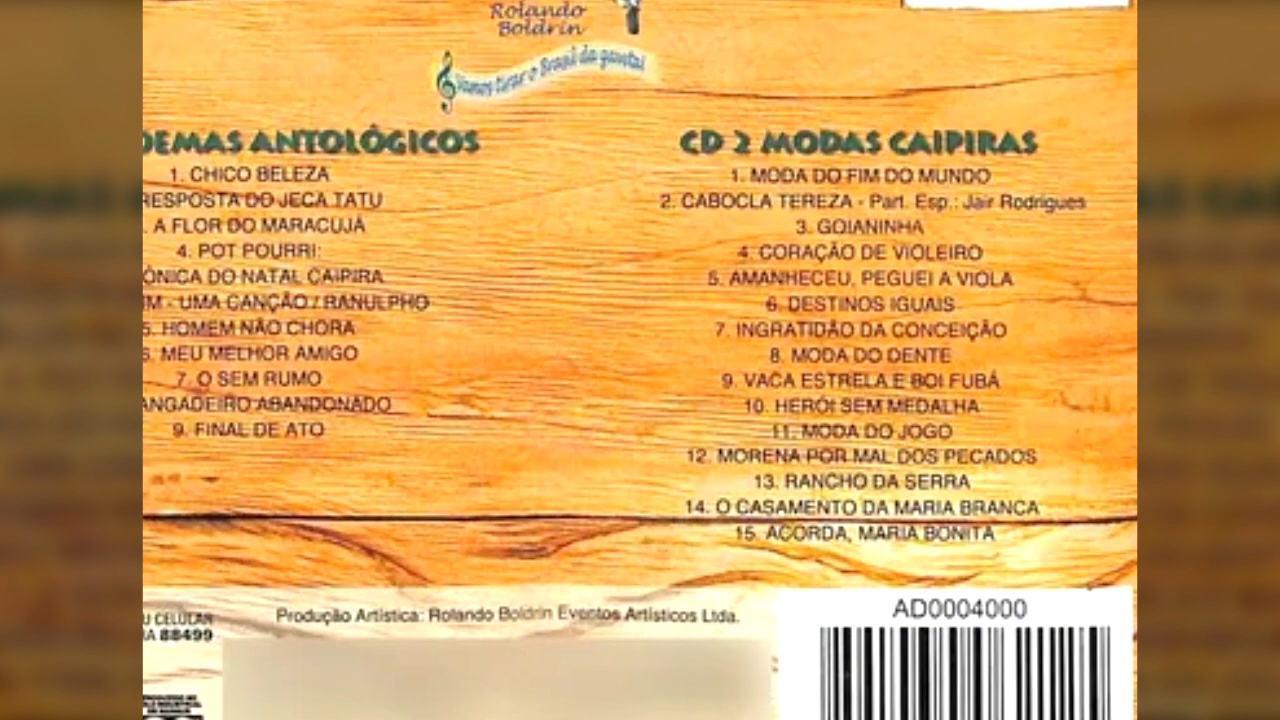 Rolando
Boldrin
Vamos tirar o Brasil da gaveta!
OEMAS ANTOLÓGICOS
1. CHICO BELEZA
RESPOSTA DO JECA TATU
. A FLOR DO MARACUJÁ
4. POT POURRI:
ÔNICA DO NATAL CAIPIRA
IM - UMA CANÇÃO / RANULPHO
5. HOMEM NÃO CHORA
6. MEU MELHOR AMIGO
7. O SEM RUMO
ANGADEIRO ABANDONADO
9. FINAL DE ATO
CD 2 MODAS CAIPIRAS
1. MODA DO FIM DO MUNDO
2. CABOCLA TEREZA - Part. Esp.: Jair Rodrigues
3. GOIANINHA
4. CORAÇÃO DE VIOLEIRO
5. AMANHECEU, PEGUEI A VIOLA
6. DESTINOS IGUAIS
7. INGRATIDÃO DA CONCEIÇÃO
8. MODA DO DENTE
9. VACA ESTRELA E BOI FUBÁ
10. HERÓI SEM MEDALHA
11. MODA DO JOGO
12. MORENA POR MAL DOS PECADOS
13. RANCHO DA SERRA
14. O CASAMENTO DA MARIA BRANCA
15. ACORDA, MARIA BONITA
U CELULAR
RA 88499
Produção Artística: Rolando Boldrin Eventos Artísticos Ltda.
AD0004000